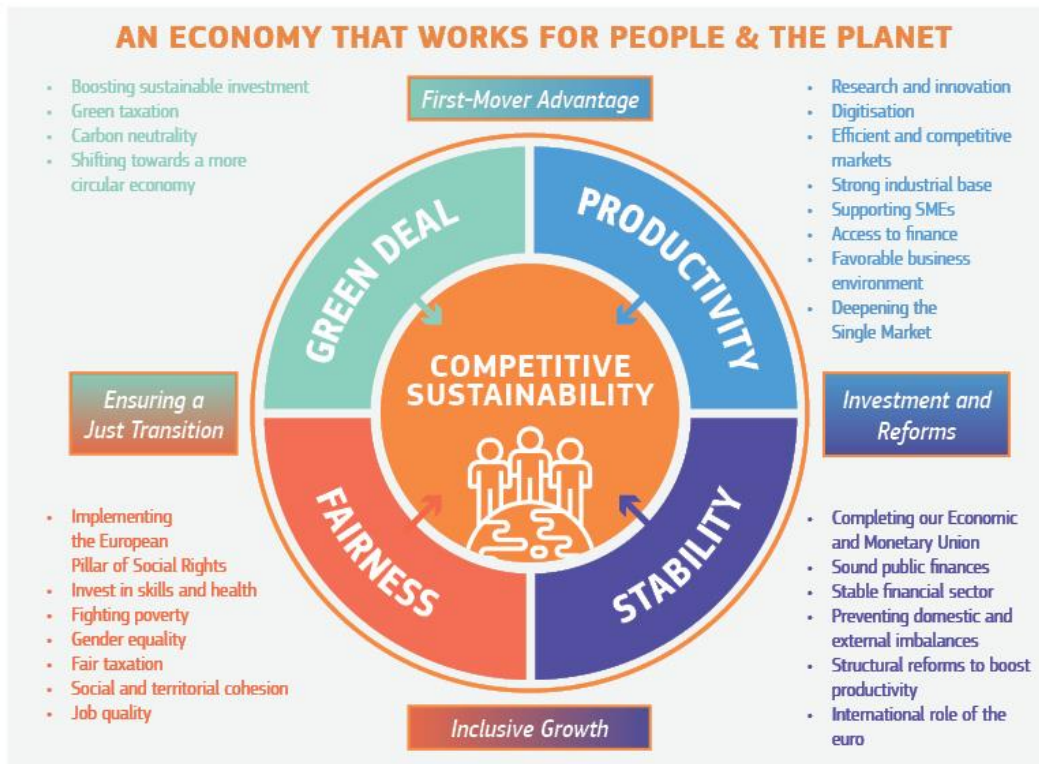 AN ECONOMY THAT WORKS FOR PEOPLE & THE PLANET
• Boosting sustainable investment
• Green taxation
• Carbon neutrality
• Shifting towards a more
circular economy
First-Mover Advantage
• Research and innovation
• Digitisation
• Efficient and competitive
markets
• Strong industrial base
• Supporting SMEs
• Access to finance
• Favorable business
environment
• Deepening the
Single Market
GREEN DEAL
PRODUCTIVITY
COMPETITIVE
SUSTAINABILITY
Ensuring a
Just Transition
Investment and
Reforms
FAIRNESS
STABILITY
• Implementing
the European
Pillar of Social Rights
• Invest in skills and health
• Fighting poverty
• Gender equality
• Fair taxation
• Social and territorial cohesion
• Job quality
• Completing our Economic
and Monetary Union
• Sound public finances
• Stable financial sector
• Preventing domestic and
external imbalances
• Structural reforms to boost
productivity
• International role of the
euro
Inclusive Growth